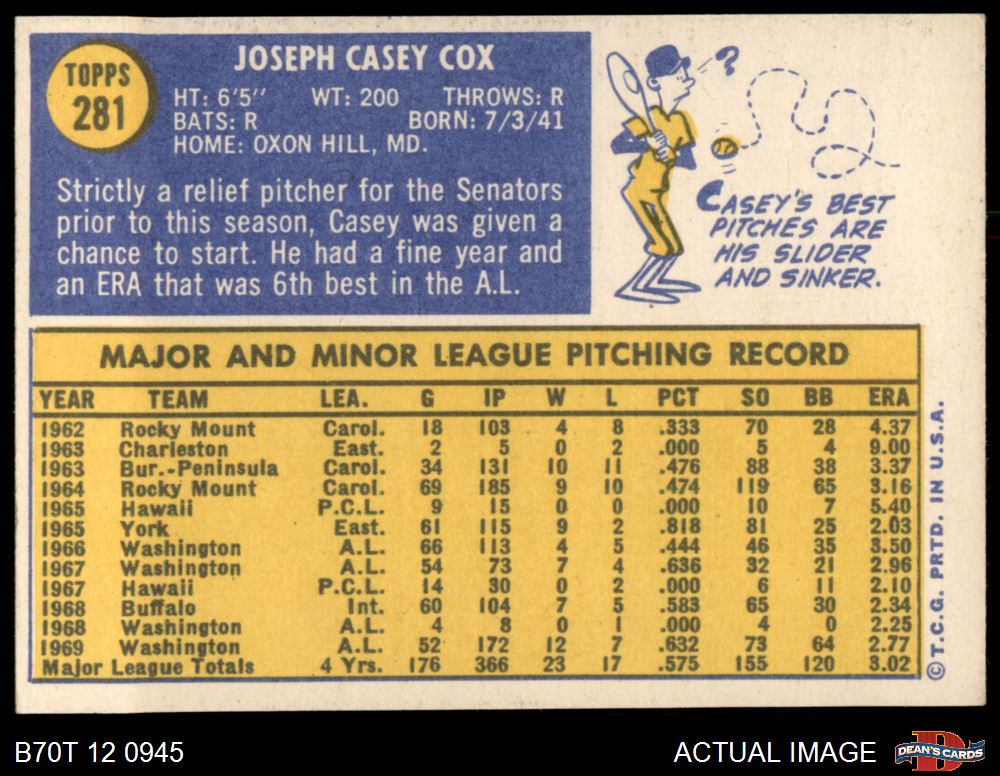 TOPPS
281
JOSEPH CASEY COX
HT: 6'5" WT: 200 THROWS: R
BATS: R BORN: 7/3/41
HOME: OXON HILL, MD.
Strictly a relief pitcher for the Senators
prior to this season, Casey was given a
chance to start. He had a fine year and
an ERA that was 6th best in the A.L.
?
CASEY'S BEST
PITCHES ARE
HIS SLIDER
AND SINKER.
MAJOR AND MINOR LEAGUE PITCHING RECORD
YEAR TEAM LEA. G IP W L PCT SO BB ERA
1962 Rocky Mount Carol. 18 103 4 8 .333 70 28 4.37
1963 Charleston East. 2 5 0 2 .000 5 4 9.00
1963 Bur.-Peninsula Carol. 34 131 10 11 .476 88 38 3.37
1964 Rocky Mount Carol. 69 185 9 10 .474 119 65 3.16
1965 Hawaii P.C.L. 9 15 0 0 .000 10 7 5.40
1965 York East. 61 115 9 2 .818 81 25 2.03
1966 Washington A.L. 66 113 4 5 .444 46 35 3.50
1967 Washington A.L. 54 73 7 4 .636 32 21 2.96
1967 Hawaii P.C.L. 14 30 0 2 .000 6 11 2.10
1968 Buffalo Int. 60 104 7 5 .583 65 30 2.34
1968 Washington A.L. 4 8 0 1 .000 4 0 2.25
1969 Washington A.L. 52 172 12 7 .632 73 64 2.77
Major League Totals 4 Yrs. 176 366 23 17 .575 155 120 3.02
©T.C.G. PRTD. IN U.S.A.
B70T 12 0945
ACTUAL IMAGE
DEAN'S CARDS